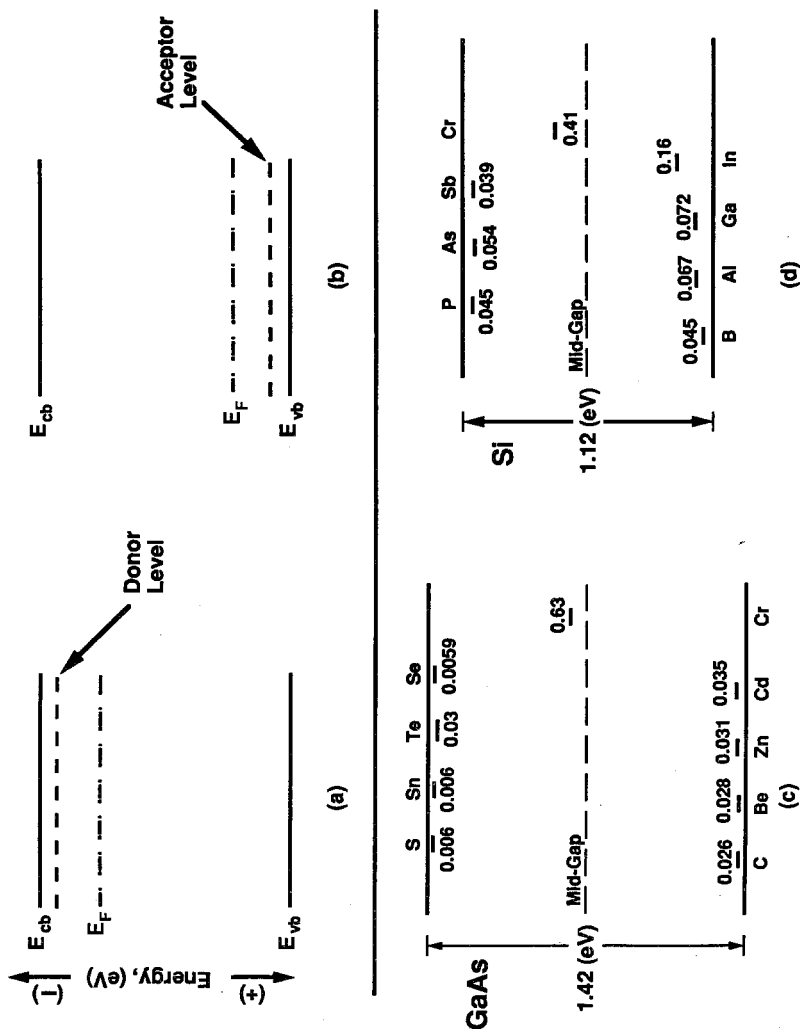 Energy, (eV)
(−)
(+)
E_cb
E_F
E_vb
Donor
Level
(a)
E_cb
E_F
E_vb
Acceptor
Level
(b)
GaAs
1.42 (eV)
S Sn Te Se
0.006 0.006 0.03 0.0059
0.63
Mid-Gap
0.026 0.028 0.031 0.035
C Be Zn Cd Cr
(c)
Si
1.12 (eV)
P As Sb Cr
0.045 0.054 0.039
0.41
Mid-Gap
0.045 0.067 0.072 0.16
B Al Ga In
(d)